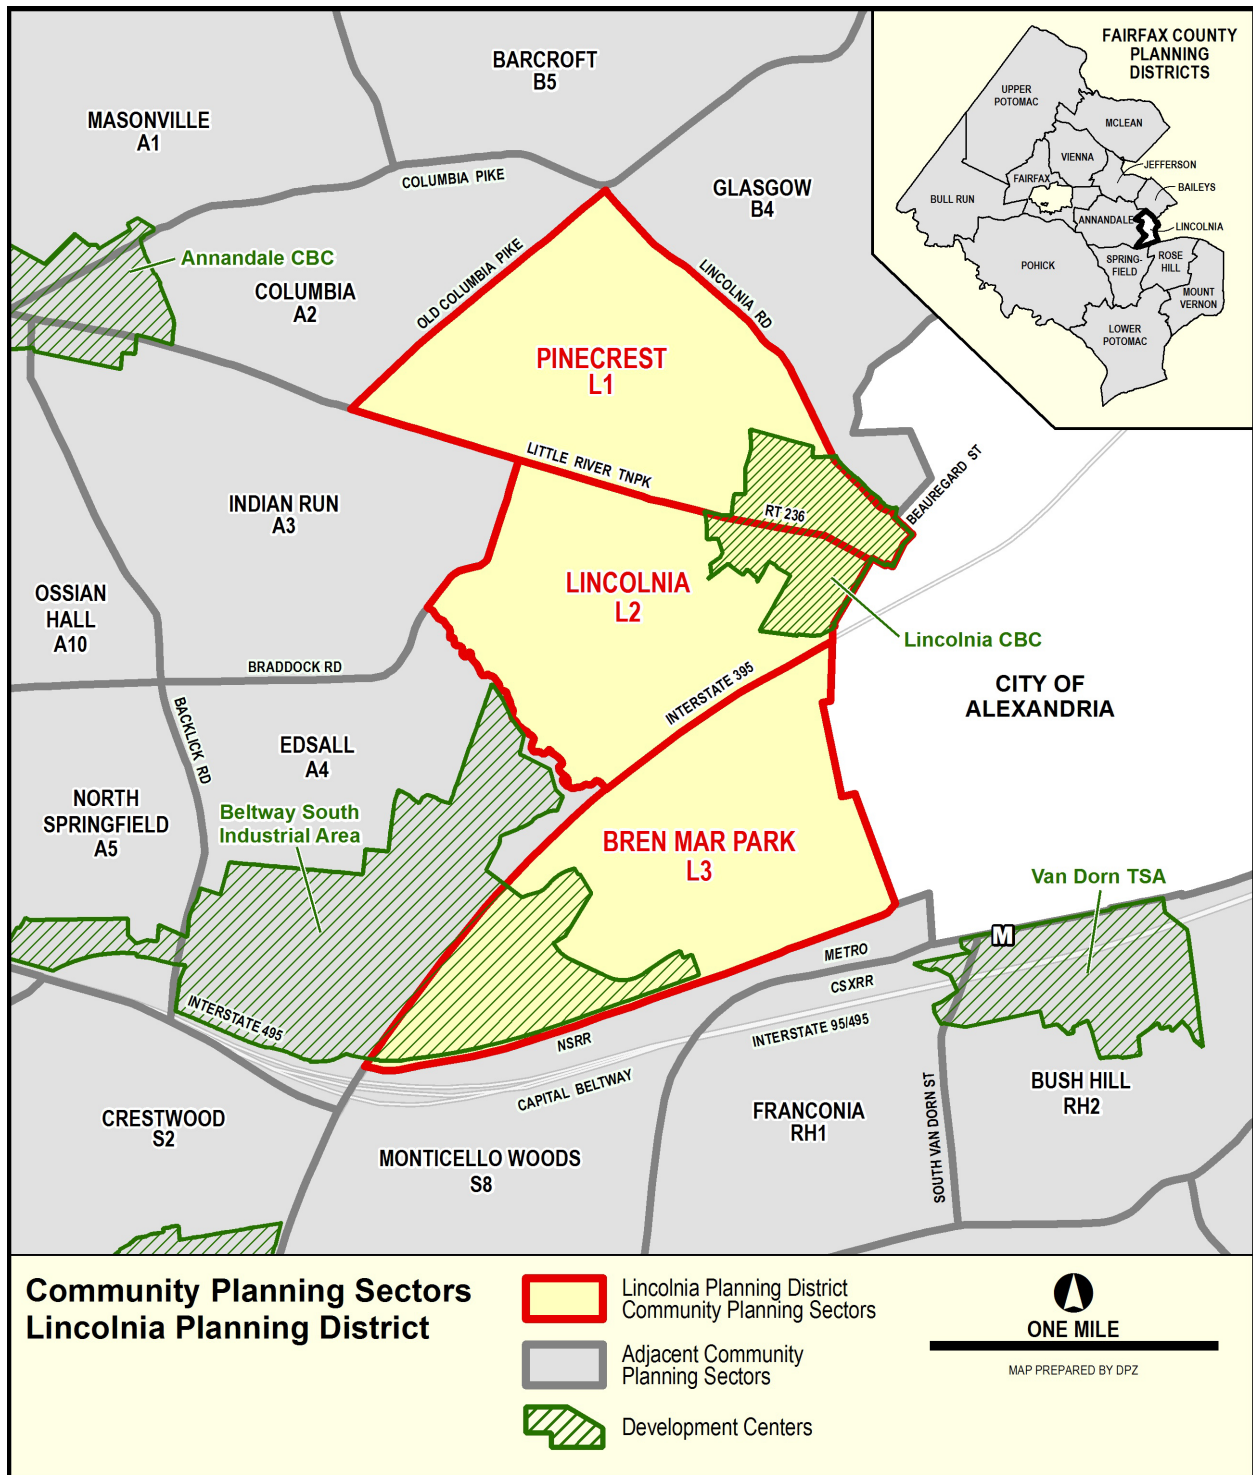 BARCROFT
B5
MASONVILLE
A1
COLUMBIA PIKE
GLASGOW
B4
FAIRFAX COUNTY
PLANNING
DISTRICTS
UPPER
POTOMAC
MCLEAN
VIENNA
JEFFERSON
FAIRFAX
BAILEYS
BULL RUN
ANNANDALE
LINCOLNIA
POHICK
SPRING-
FIELD
ROSE
HILL
MOUNT
VERNON
LOWER
POTOMAC
Annandale CBC
COLUMBIA
A2
OLD COLUMBIA PIKE
LINCOLNIA RD
PINECREST
L1
LITTLE RIVER TNPK
RT 236
BEAUREGARD ST
INDIAN RUN
A3
LINCOLNIA
L2
OSSIAN
HALL
A10
Lincolnia CBC
BRADDOCK RD
INTERSTATE 395
CITY OF
ALEXANDRIA
BACKLICK RD
EDSALL
A4
NORTH
SPRINGFIELD
A5
Beltway South
Industrial Area
BREN MAR PARK
L3
Van Dorn TSA
M
METRO
CSXRR
INTERSTATE 495
NSRR
INTERSTATE 95/495
CAPITAL BELTWAY
SOUTH VAN DORN ST
BUSH HILL
RH2
CRESTWOOD
S2
FRANCONIA
RH1
MONTICELLO WOODS
S8
Community Planning Sectors
Lincolnia Planning District
Lincolnia Planning District
Community Planning Sectors
Adjacent Community
Planning Sectors
Development Centers
ONE MILE
MAP PREPARED BY DPZ